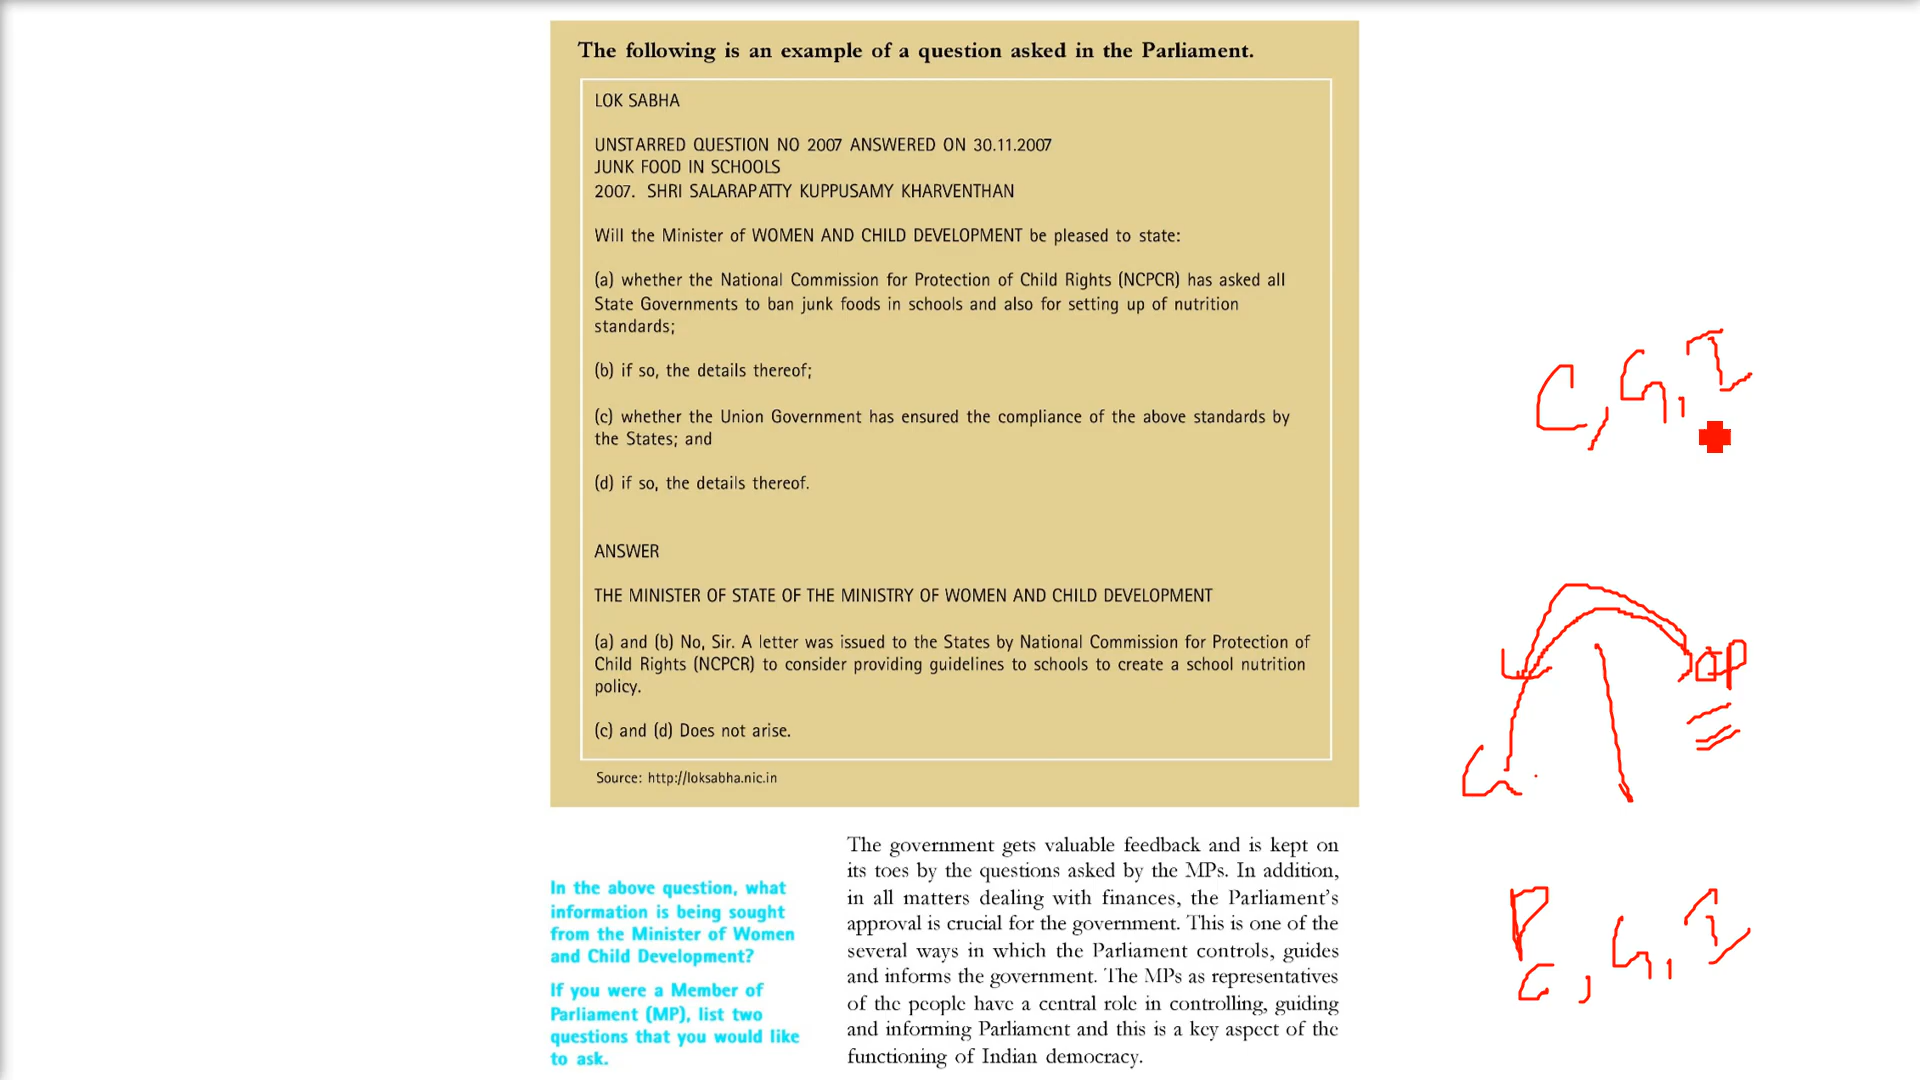 The following is an example of a question asked in the Parliament.
LOK SABHA
UNSTARRED QUESTION NO 2007 ANSWERED ON 30.11.2007
JUNK FOOD IN SCHOOLS
2007. SHRI SALARAPATTY KUPPUSAMY KHARVENTHAN
Will the Minister of WOMEN AND CHILD DEVELOPMENT be pleased to state:
(a) whether the National Commission for Protection of Child Rights (NCPCR) has asked all
State Governments to ban junk foods in schools and also for setting up of nutrition
standards;
(b) if so, the details thereof;
(c) whether the Union Government has ensured the compliance of the above standards by
the States; and
(d) if so, the details thereof.
ANSWER
THE MINISTER OF STATE OF THE MINISTRY OF WOMEN AND CHILD DEVELOPMENT
(a) and (b) No, Sir. A letter was issued to the States by National Commission for Protection of
Child Rights (NCPCR) to consider providing guidelines to schools to create a school nutrition
policy.
(c) and (d) Does not arise.
Source: http://loksabha.nic.in
In the above question, what
information is being sought
from the Minister of Women
and Child Development?
If you were a Member of
Parliament (MP), list two
questions that you would like
to ask.
The government gets valuable feedback and is kept on
its toes by the questions asked by the MPs. In addition,
in all matters dealing with finances, the Parliament's
approval is crucial for the government. This is one of the
several ways in which the Parliament controls, guides
and informs the government. The MPs as representatives
of the people have a central role in controlling, guiding
and informing Parliament and this is a key aspect of the
functioning of Indian democracy.
C, G, I
OP
G
P
C, G, I